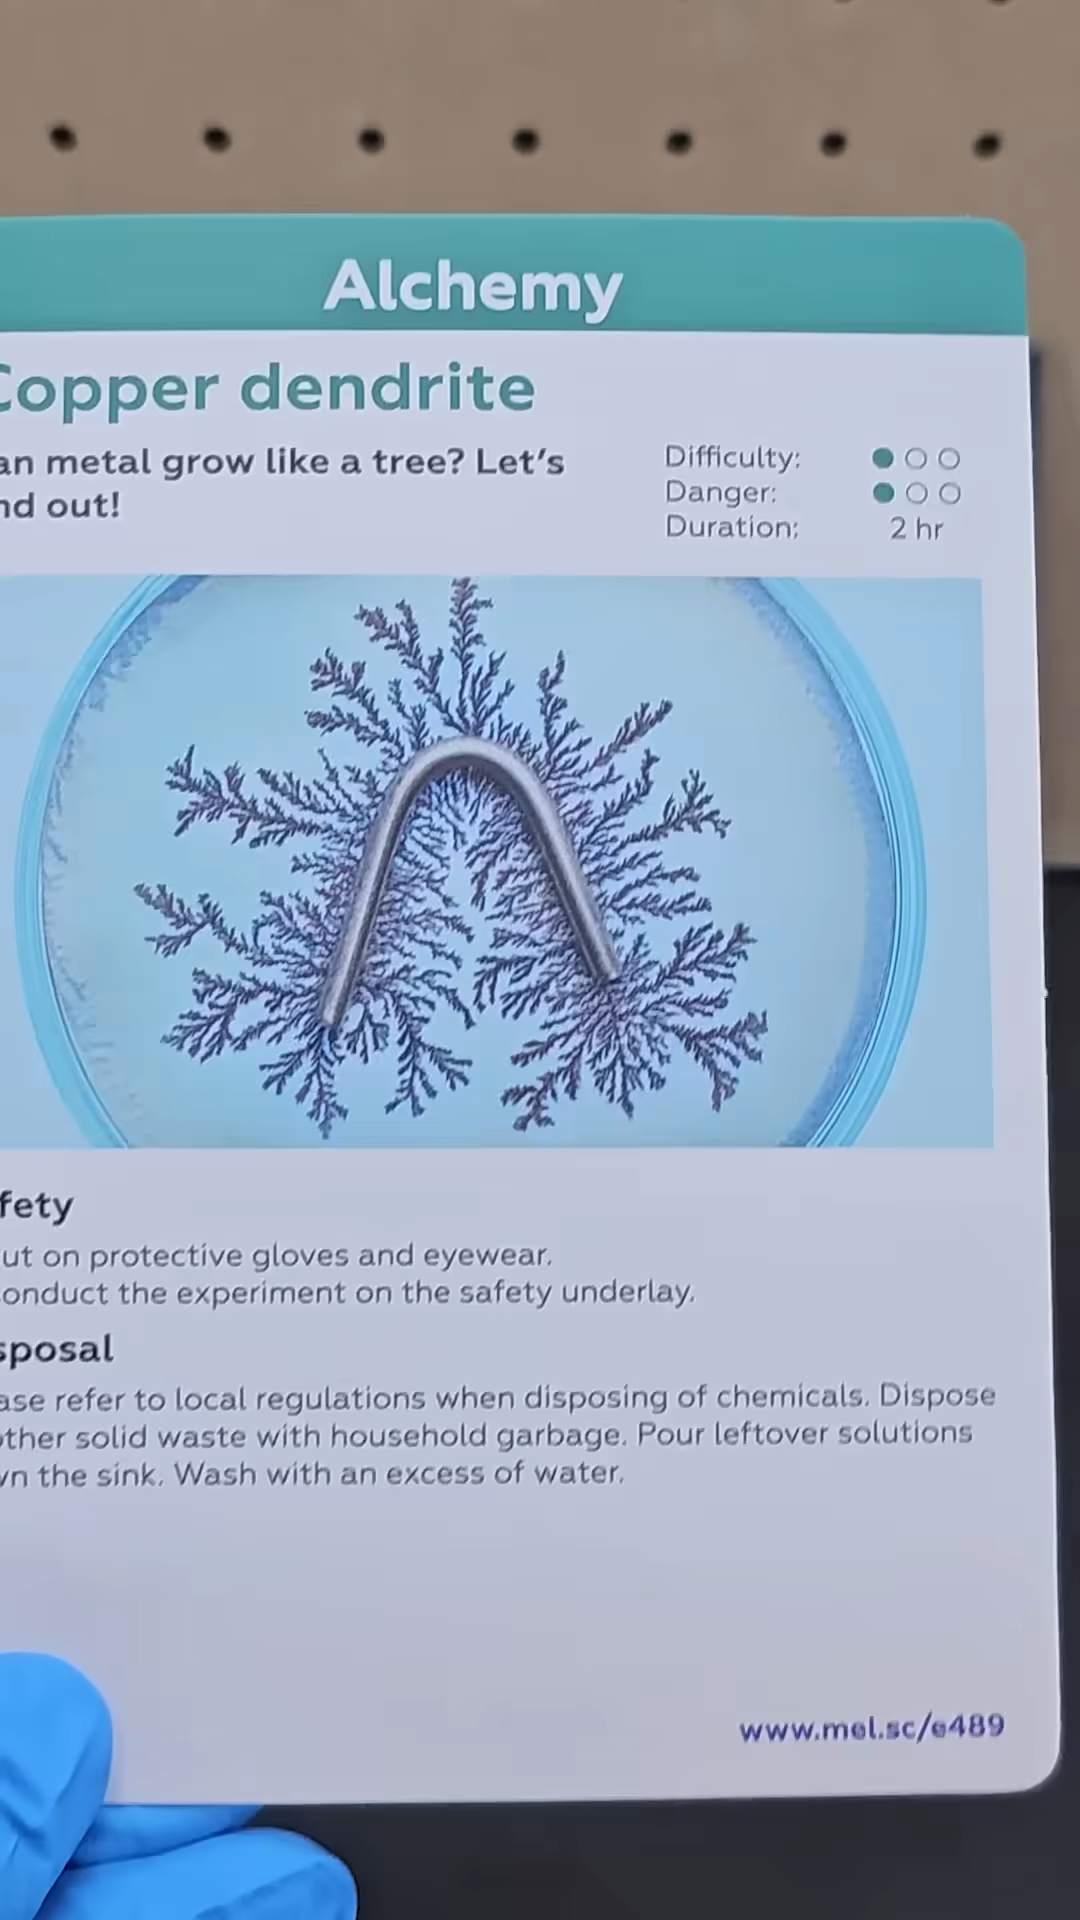 Alchemy
Copper dendrite
an metal grow like a tree? Let's
nd out!
Difficulty:
Danger:
Duration: 2 hr
fety
ut on protective gloves and eyewear.
onduct the experiment on the safety underlay.
sposal
ase refer to local regulations when disposing of chemicals. Dispose
other solid waste with household garbage. Pour leftover solutions
wn the sink. Wash with an excess of water.
www.mel.sc/e489